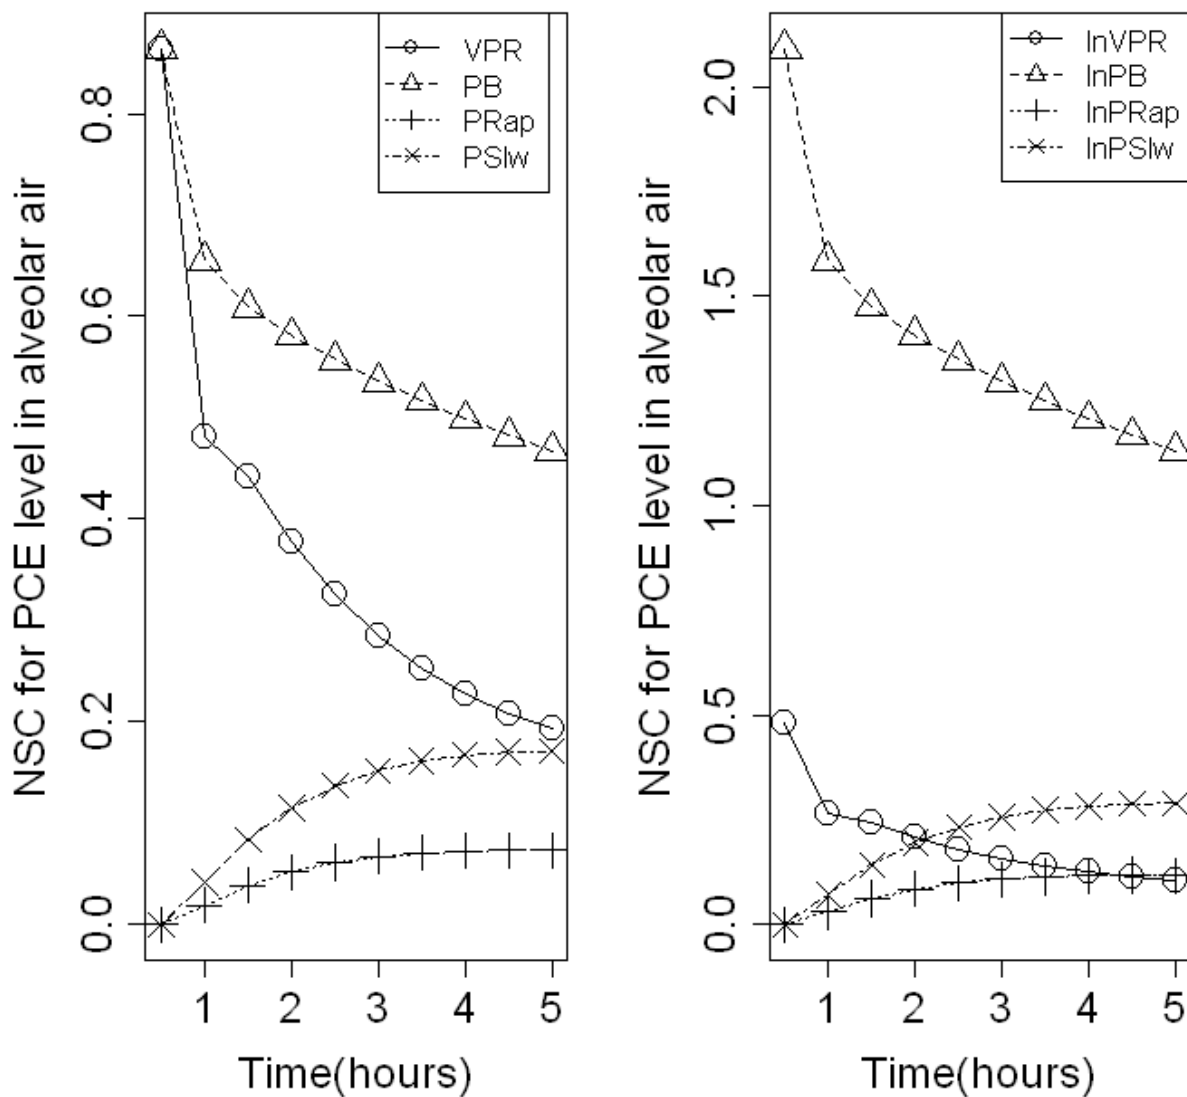 NSC for PCE level in alveolar air
0.8
0.6
0.4
0.2
0.0
VPR
PB
PRap
PSlw
1 2 3 4 5
Time(hours)
NSC for PCE level in alveolar air
2.0
1.5
1.0
0.5
0.0
lnVPR
lnPB
lnPRap
lnPSlw
1 2 3 4 5
Time(hours)